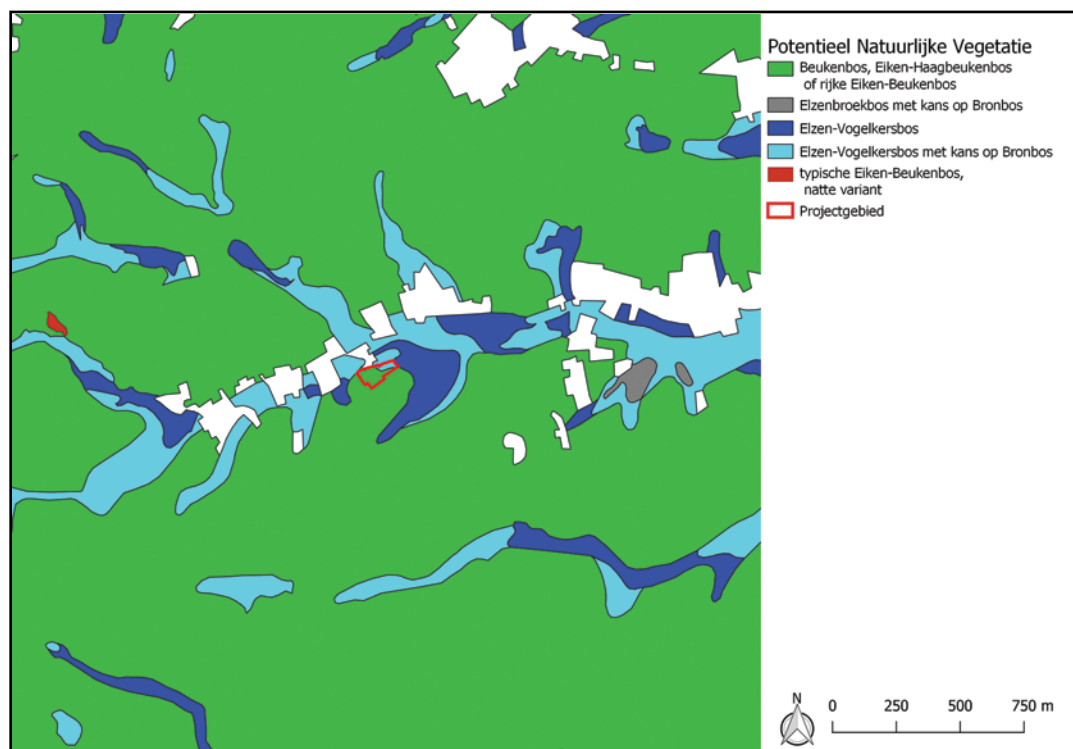 Potentieel Natuurlijke Vegetatie
Beukenbos, Eiken-Haagbeukenbos
of rijke Eiken-Beukenbos
Elzenbroekbos met kans op Bronbos
Elzen-Vogelkersbos
Elzen-Vogelkersbos met kans op Bronbos
typische Eiken-Beukenbos,
natte variant
Projectgebied
N
0 250 500 750 m